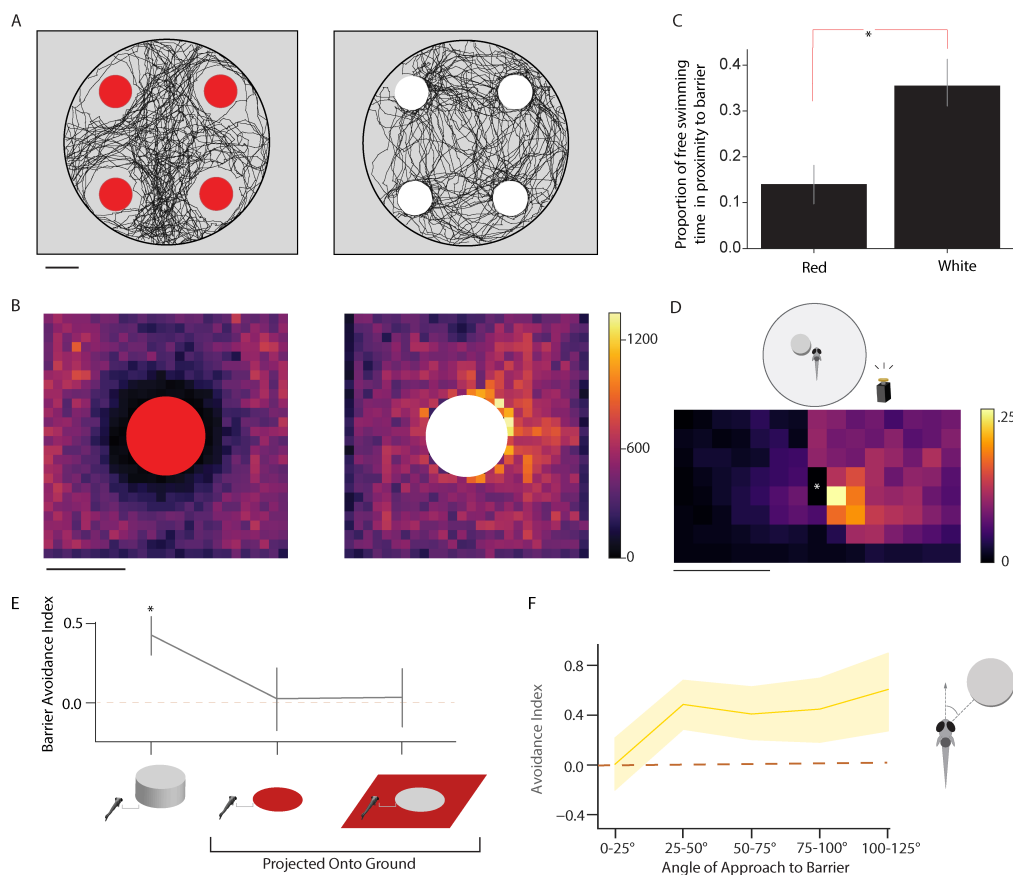 A
C
Proportion of free swimming
time in proximity to barrier
0.4
0.3
0.2
0.1
0.0
*
Red
White
B
1200
600
0
D
*
.25
0
E
Barrier Avoidance Index
0.5
0.0
*
Projected Onto Ground
F
Avoidance Index
0.8
0.4
0.0
−0.4
0-25° 25-50° 50-75° 75-100° 100-125°
Angle of Approach to Barrier